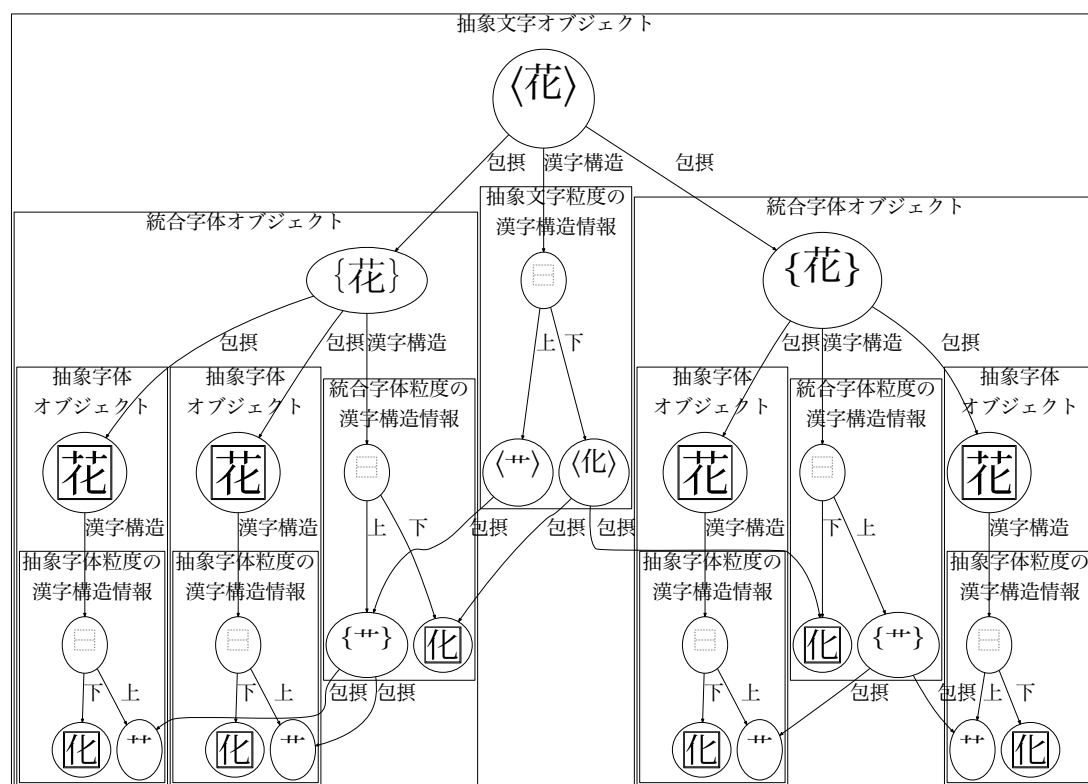 抽象文字オブジェクト
〈花〉
包摂 漢字構造 包摂
抽象文字粒度の
漢字構造情報
統合字体オブジェクト
統合字体オブジェクト
{花}
{花}
包摂 包摂 漢字構造
上 下
包摂 漢字構造 包摂
抽象字体
オブジェクト
抽象字体
オブジェクト
統合字体粒度の
漢字構造情報
抽象字体
オブジェクト
統合字体粒度の
漢字構造情報
抽象字体
オブジェクト
花 花 〈艹〉 〈化〉 花 花
漢字構造 漢字構造 上 下 包摂 包摂 包摂 漢字構造 下 上 漢字構造
抽象字体粒度の
漢字構造情報
抽象字体粒度の
漢字構造情報
抽象字体粒度の
漢字構造情報
抽象字体粒度の
漢字構造情報
{艹} 化 化 {艹}
下 上 下 上 包摂 包摂 下 上 包摂 包摂 上 下
化 艹 化 艹 化 艹 艹 化